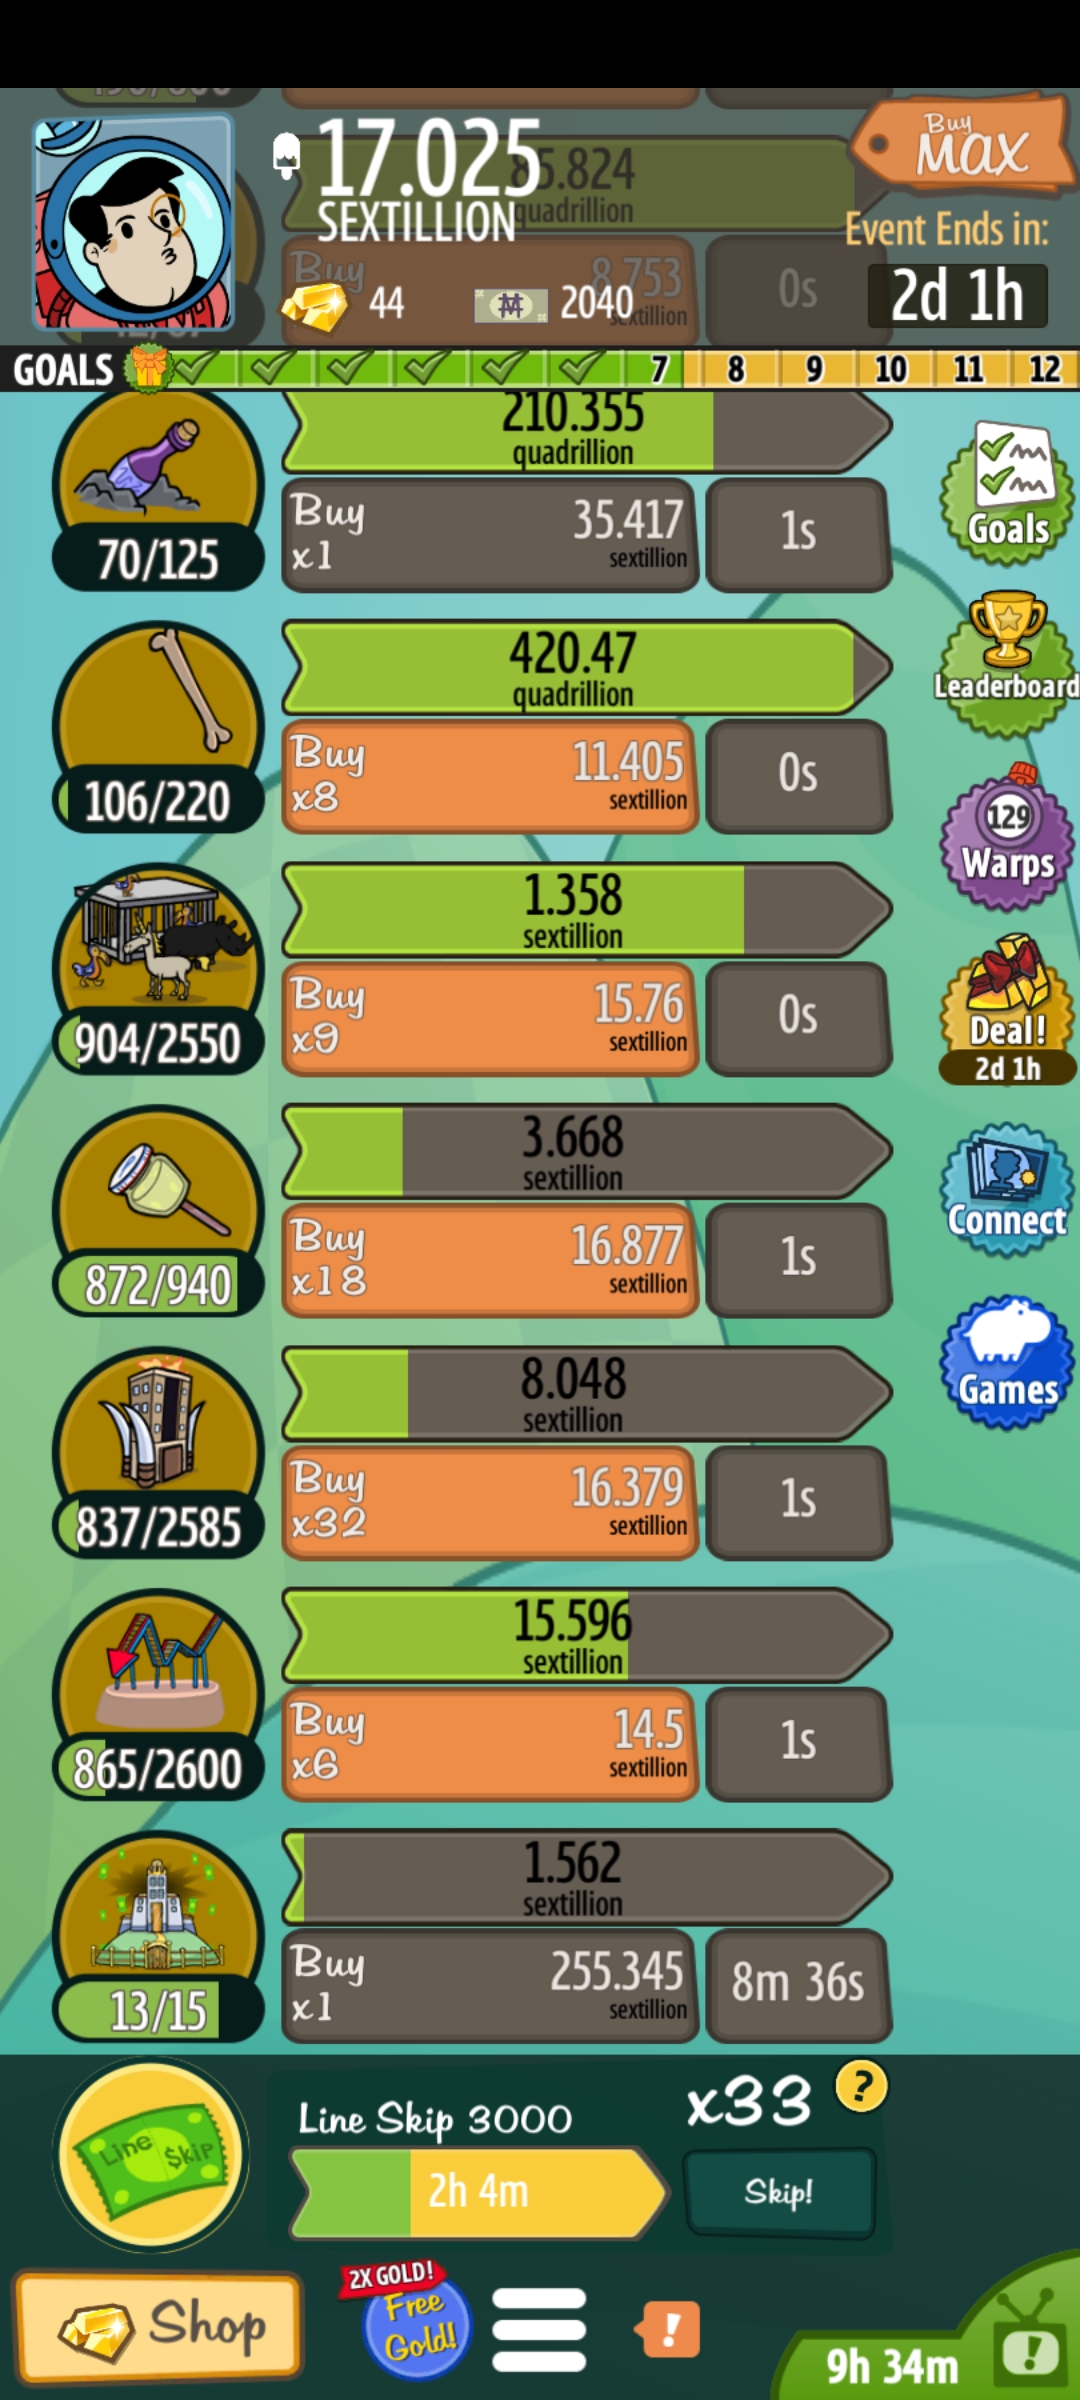 17.025
SEXTILLION
85.824
quadrillion
Buy
8.753
sextillion
0s
44
2040
Buy
MAX
Event Ends in:
2d 1h
GOALS
7
8
9
10
11
12
210.355
quadrillion
70/125
Buy
x1
35.417
sextillion
1s
Goals
420.47
quadrillion
106/220
Buy
x8
11.405
sextillion
0s
Leaderboard
1.358
sextillion
904/2550
Buy
x9
15.76
sextillion
0s
129
Warps
Deal!
2d 1h
3.668
sextillion
872/940
Buy
x18
16.877
sextillion
1s
Connect
8.048
sextillion
837/2585
Buy
x32
16.379
sextillion
1s
Games
15.596
sextillion
865/2600
Buy
x6
14.5
sextillion
1s
1.562
sextillion
13/15
Buy
x1
255.345
sextillion
8m 36s
Line $kip
Line Skip 3000
2h 4m
x33
?
Skip!
Shop
2X GOLD!
Free
Gold!
!
9h 34m
!